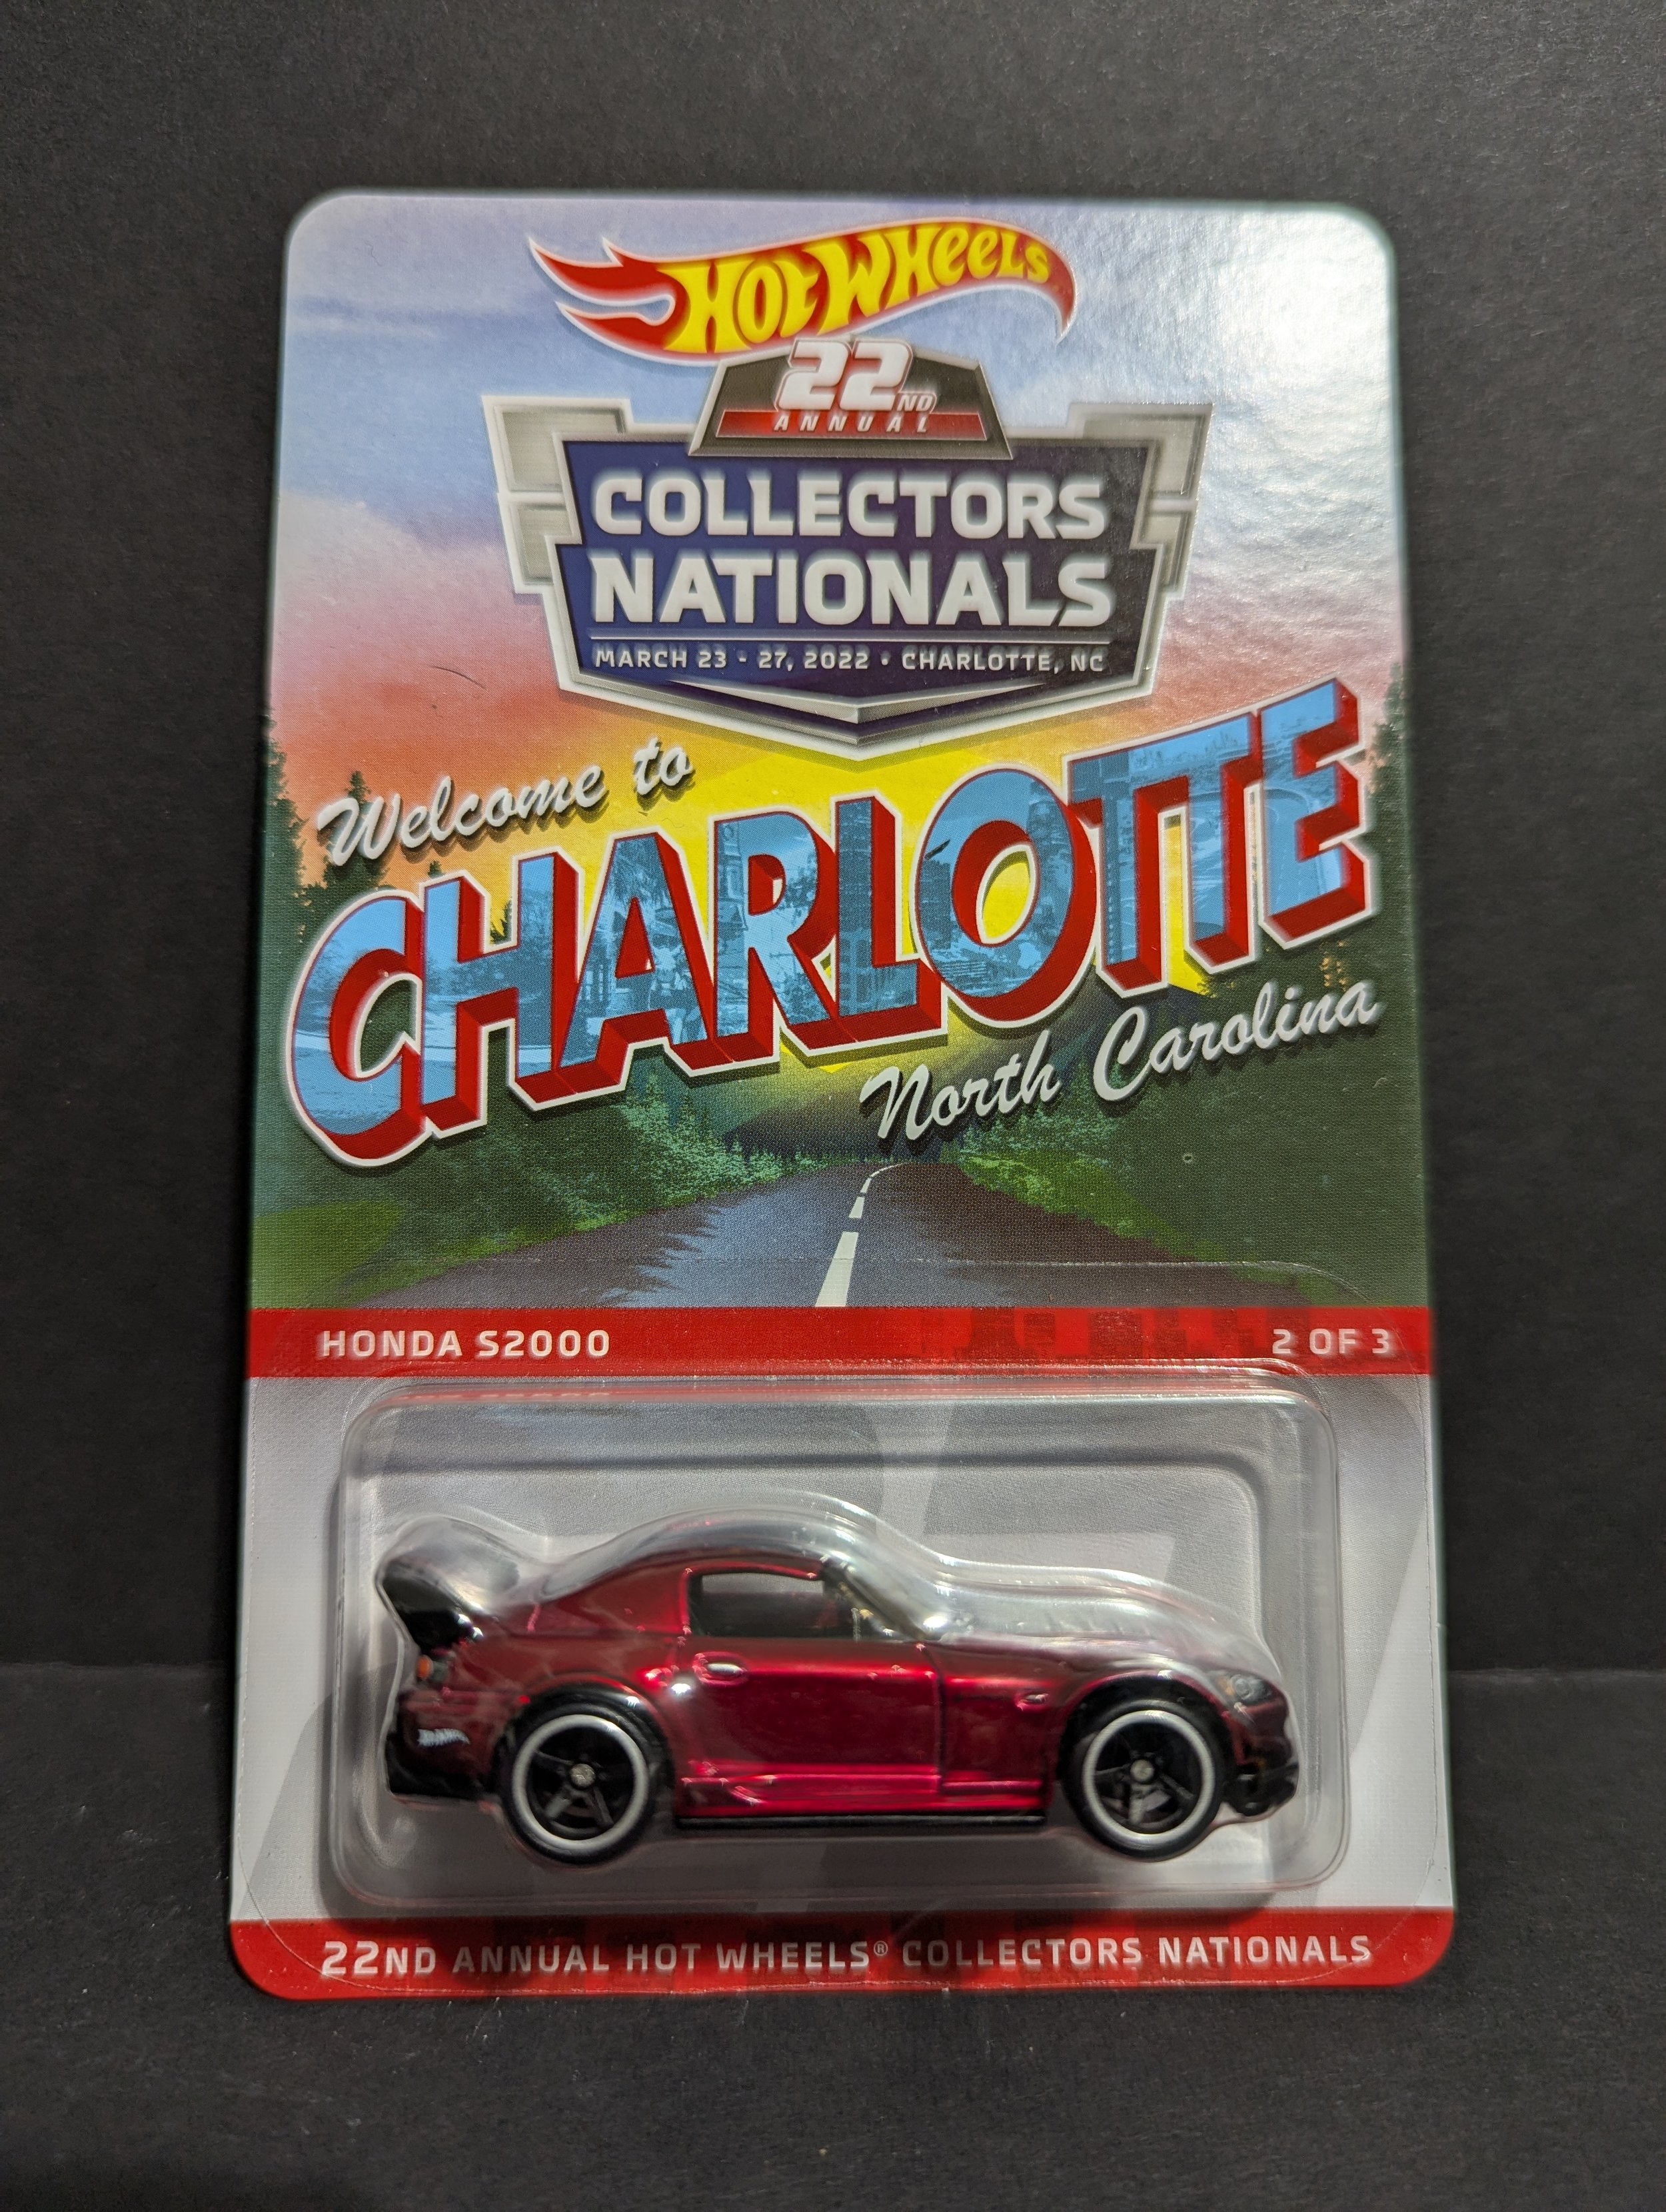 HOT WHEELS
22ND
ANNUAL
COLLECTORS
NATIONALS
MARCH 23 - 27, 2022 • CHARLOTTE, NC
Welcome to
CHARLOTTE
North Carolina
HONDA S2000
2 OF 3
22ND ANNUAL HOT WHEELS® COLLECTORS NATIONALS